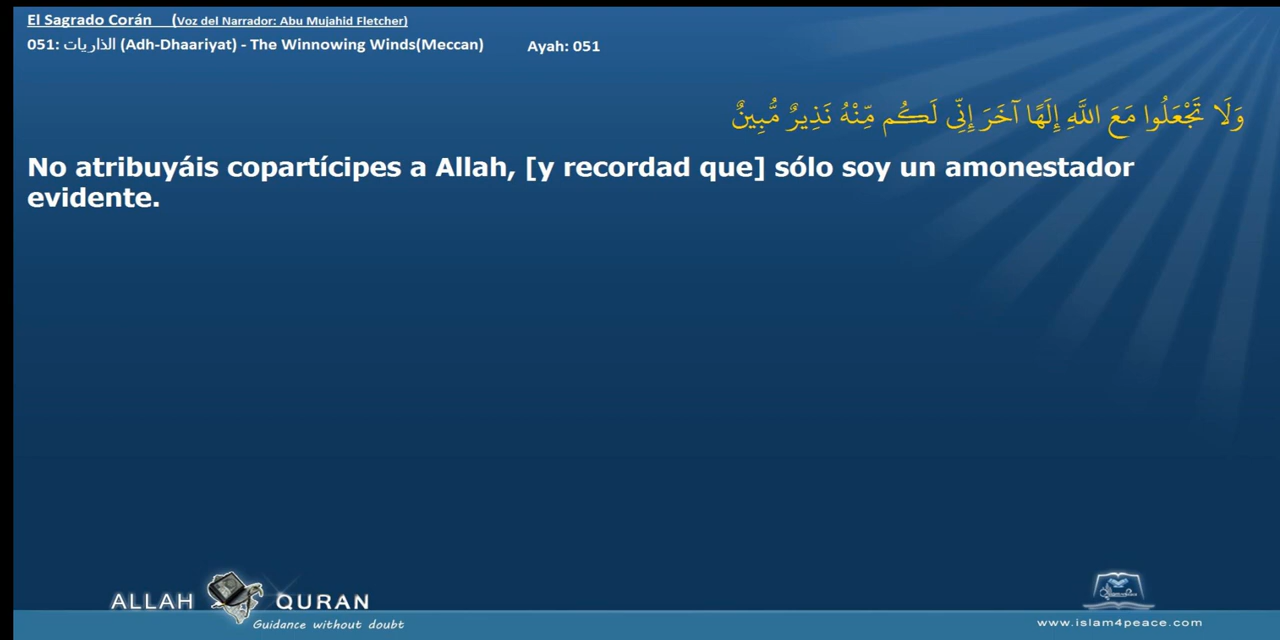 El Sagrado Corán (Voz del Narrador: Abu Mujahid Fletcher)
051: الذاريات (Adh-Dhaariyat) - The Winnowing Winds(Meccan) Ayah: 051
وَلَا تَجْعَلُوا مَعَ اللَّهِ إِلَٰهًا آخَرَ إِنِّي لَكُم مِّنْهُ نَذِيرٌ مُّبِينٌ
No atribuyáis copartícipes a Allah, [y recordad que] sólo soy un amonestador
evidente.
ALLAH QURAN
Guidance without doubt
www.islam4peace.com